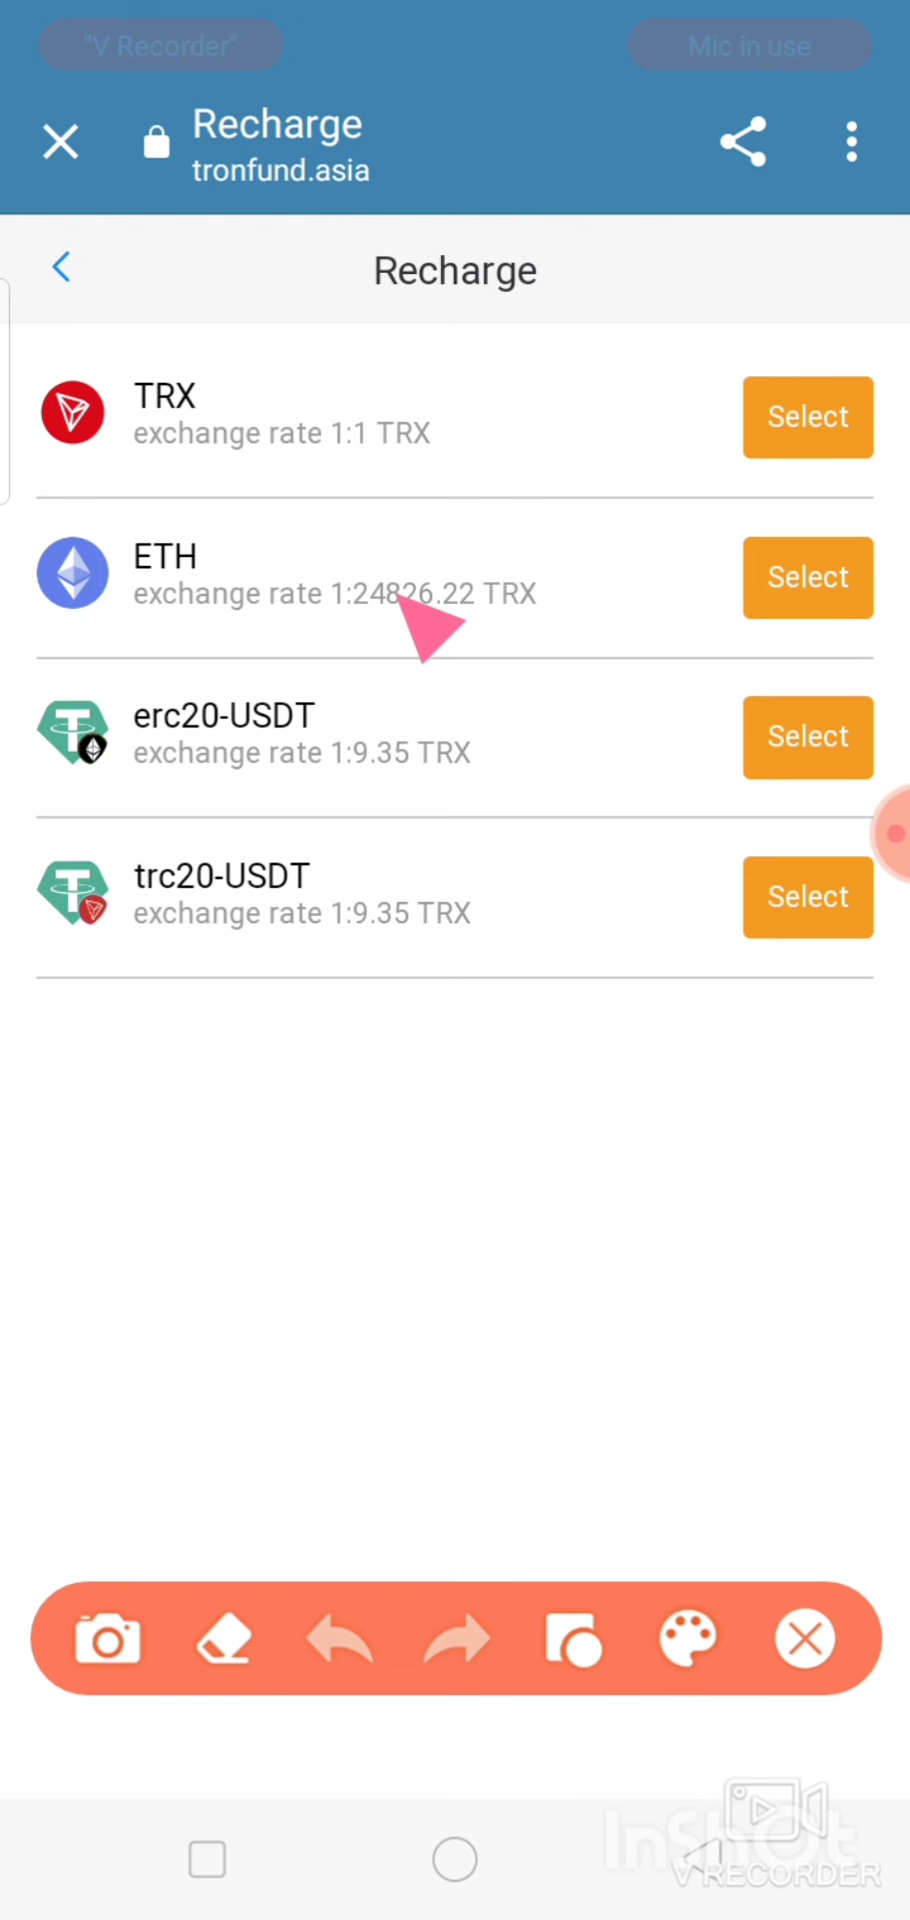 "V Recorder"
Mic in use
Recharge
tronfund.asia
Recharge
TRX
exchange rate 1:1 TRX
Select
ETH
exchange rate 1:24826.22 TRX
Select
erc20-USDT
exchange rate 1:9.35 TRX
Select
trc20-USDT
exchange rate 1:9.35 TRX
Select
InShOt
V RECORDER